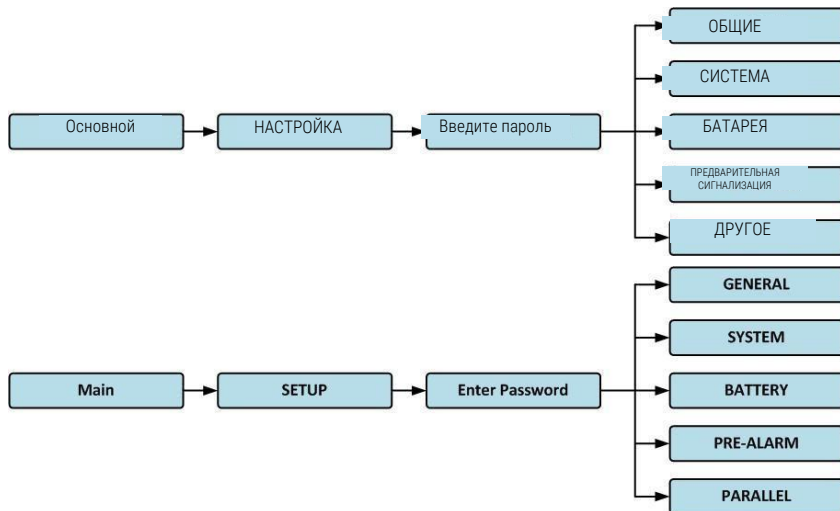 ОБЩИЕ
СИСТЕМА
Основной
НАСТРОЙКА
Введите пароль
БАТАРЕЯ
ПРЕДВАРИТЕЛЬНАЯ
СИГНАЛИЗАЦИЯ
ДРУГОЕ
GENERAL
SYSTEM
Main
SETUP
Enter Password
BATTERY
PRE-ALARM
PARALLEL